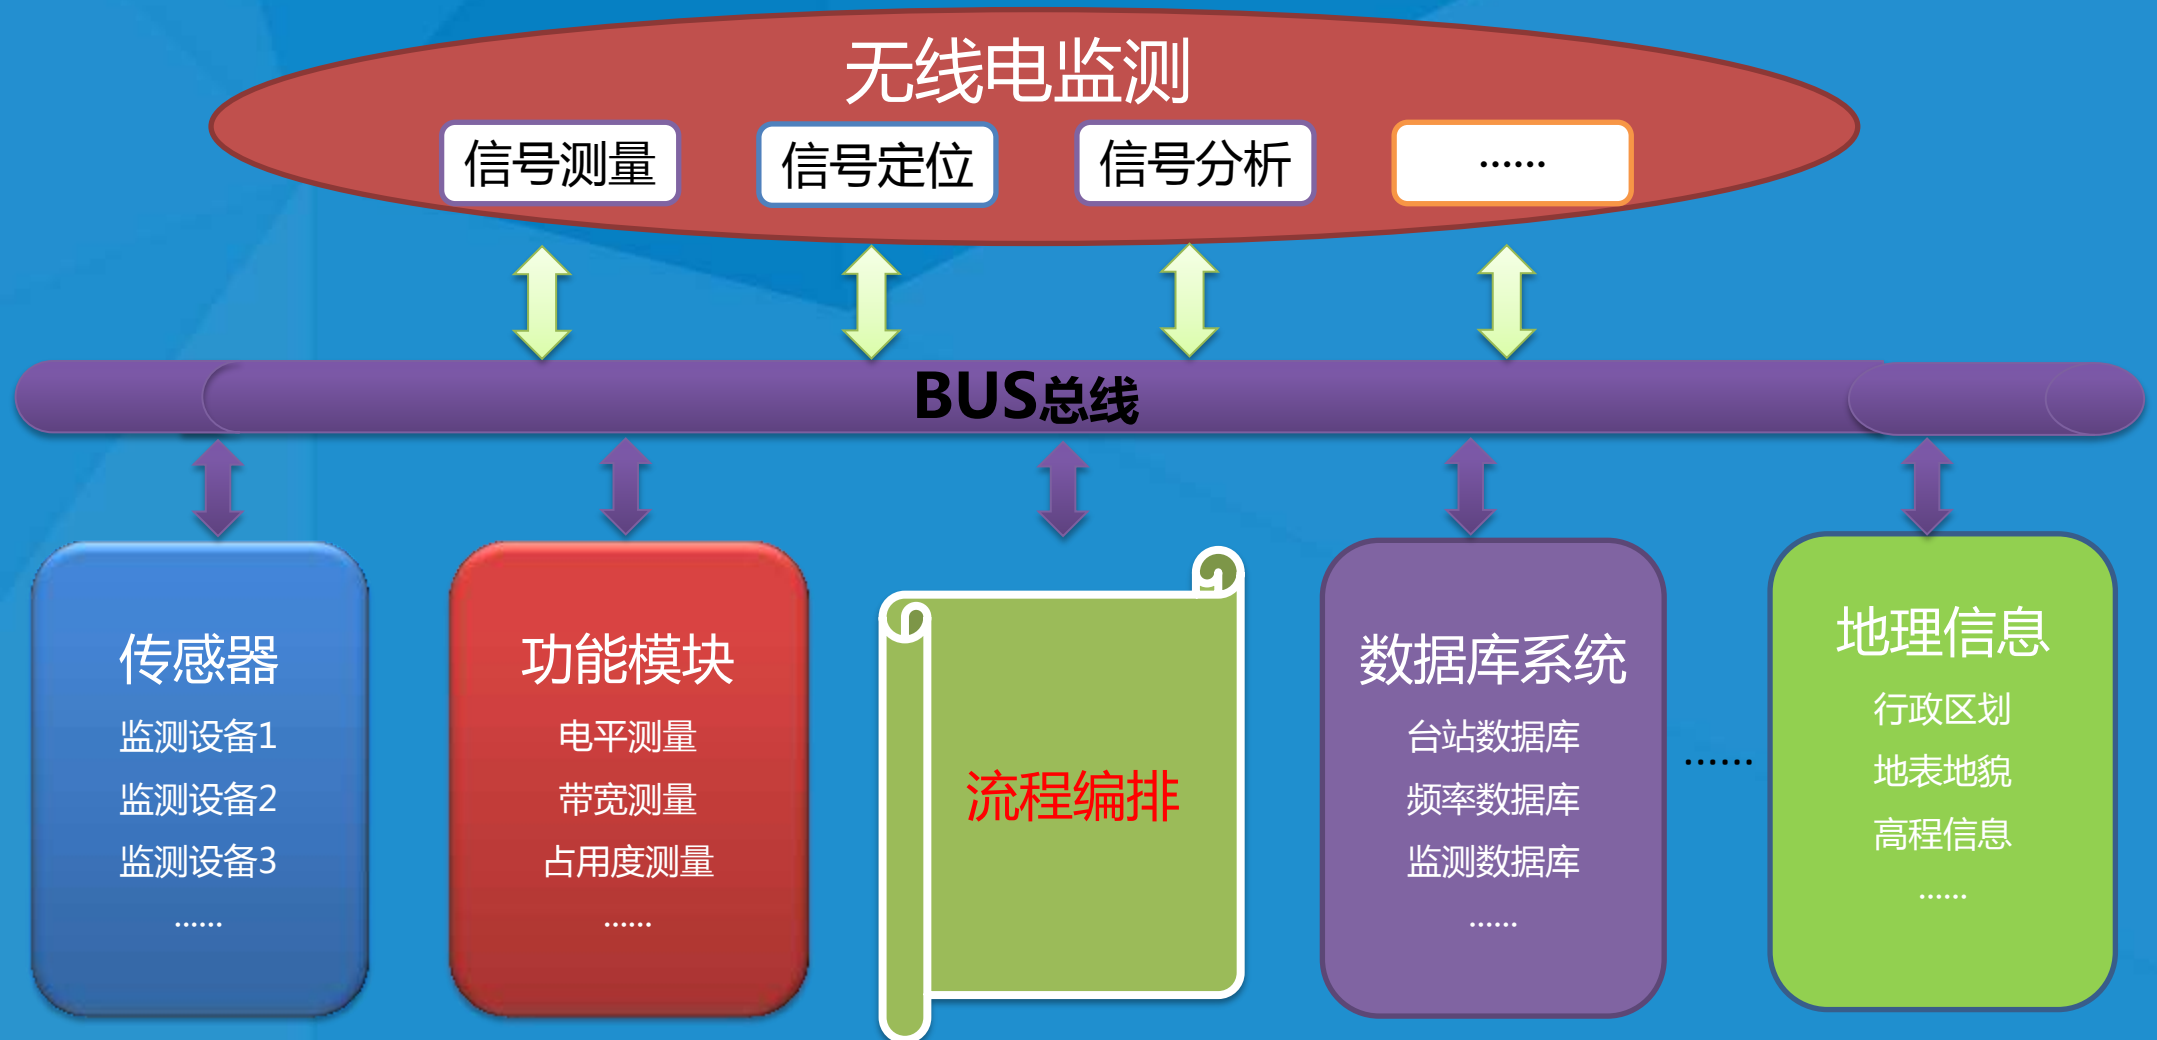 无线电监测
信号测量
信号定位
信号分析
......
BUS总线
传感器
监测设备1
监测设备2
监测设备3
......
功能模块
电平测量
带宽测量
占用度测量
......
流程编排
数据库系统
台站数据库
频率数据库
监测数据库
......
......
地理信息
行政区划
地表地貌
高程信息
......